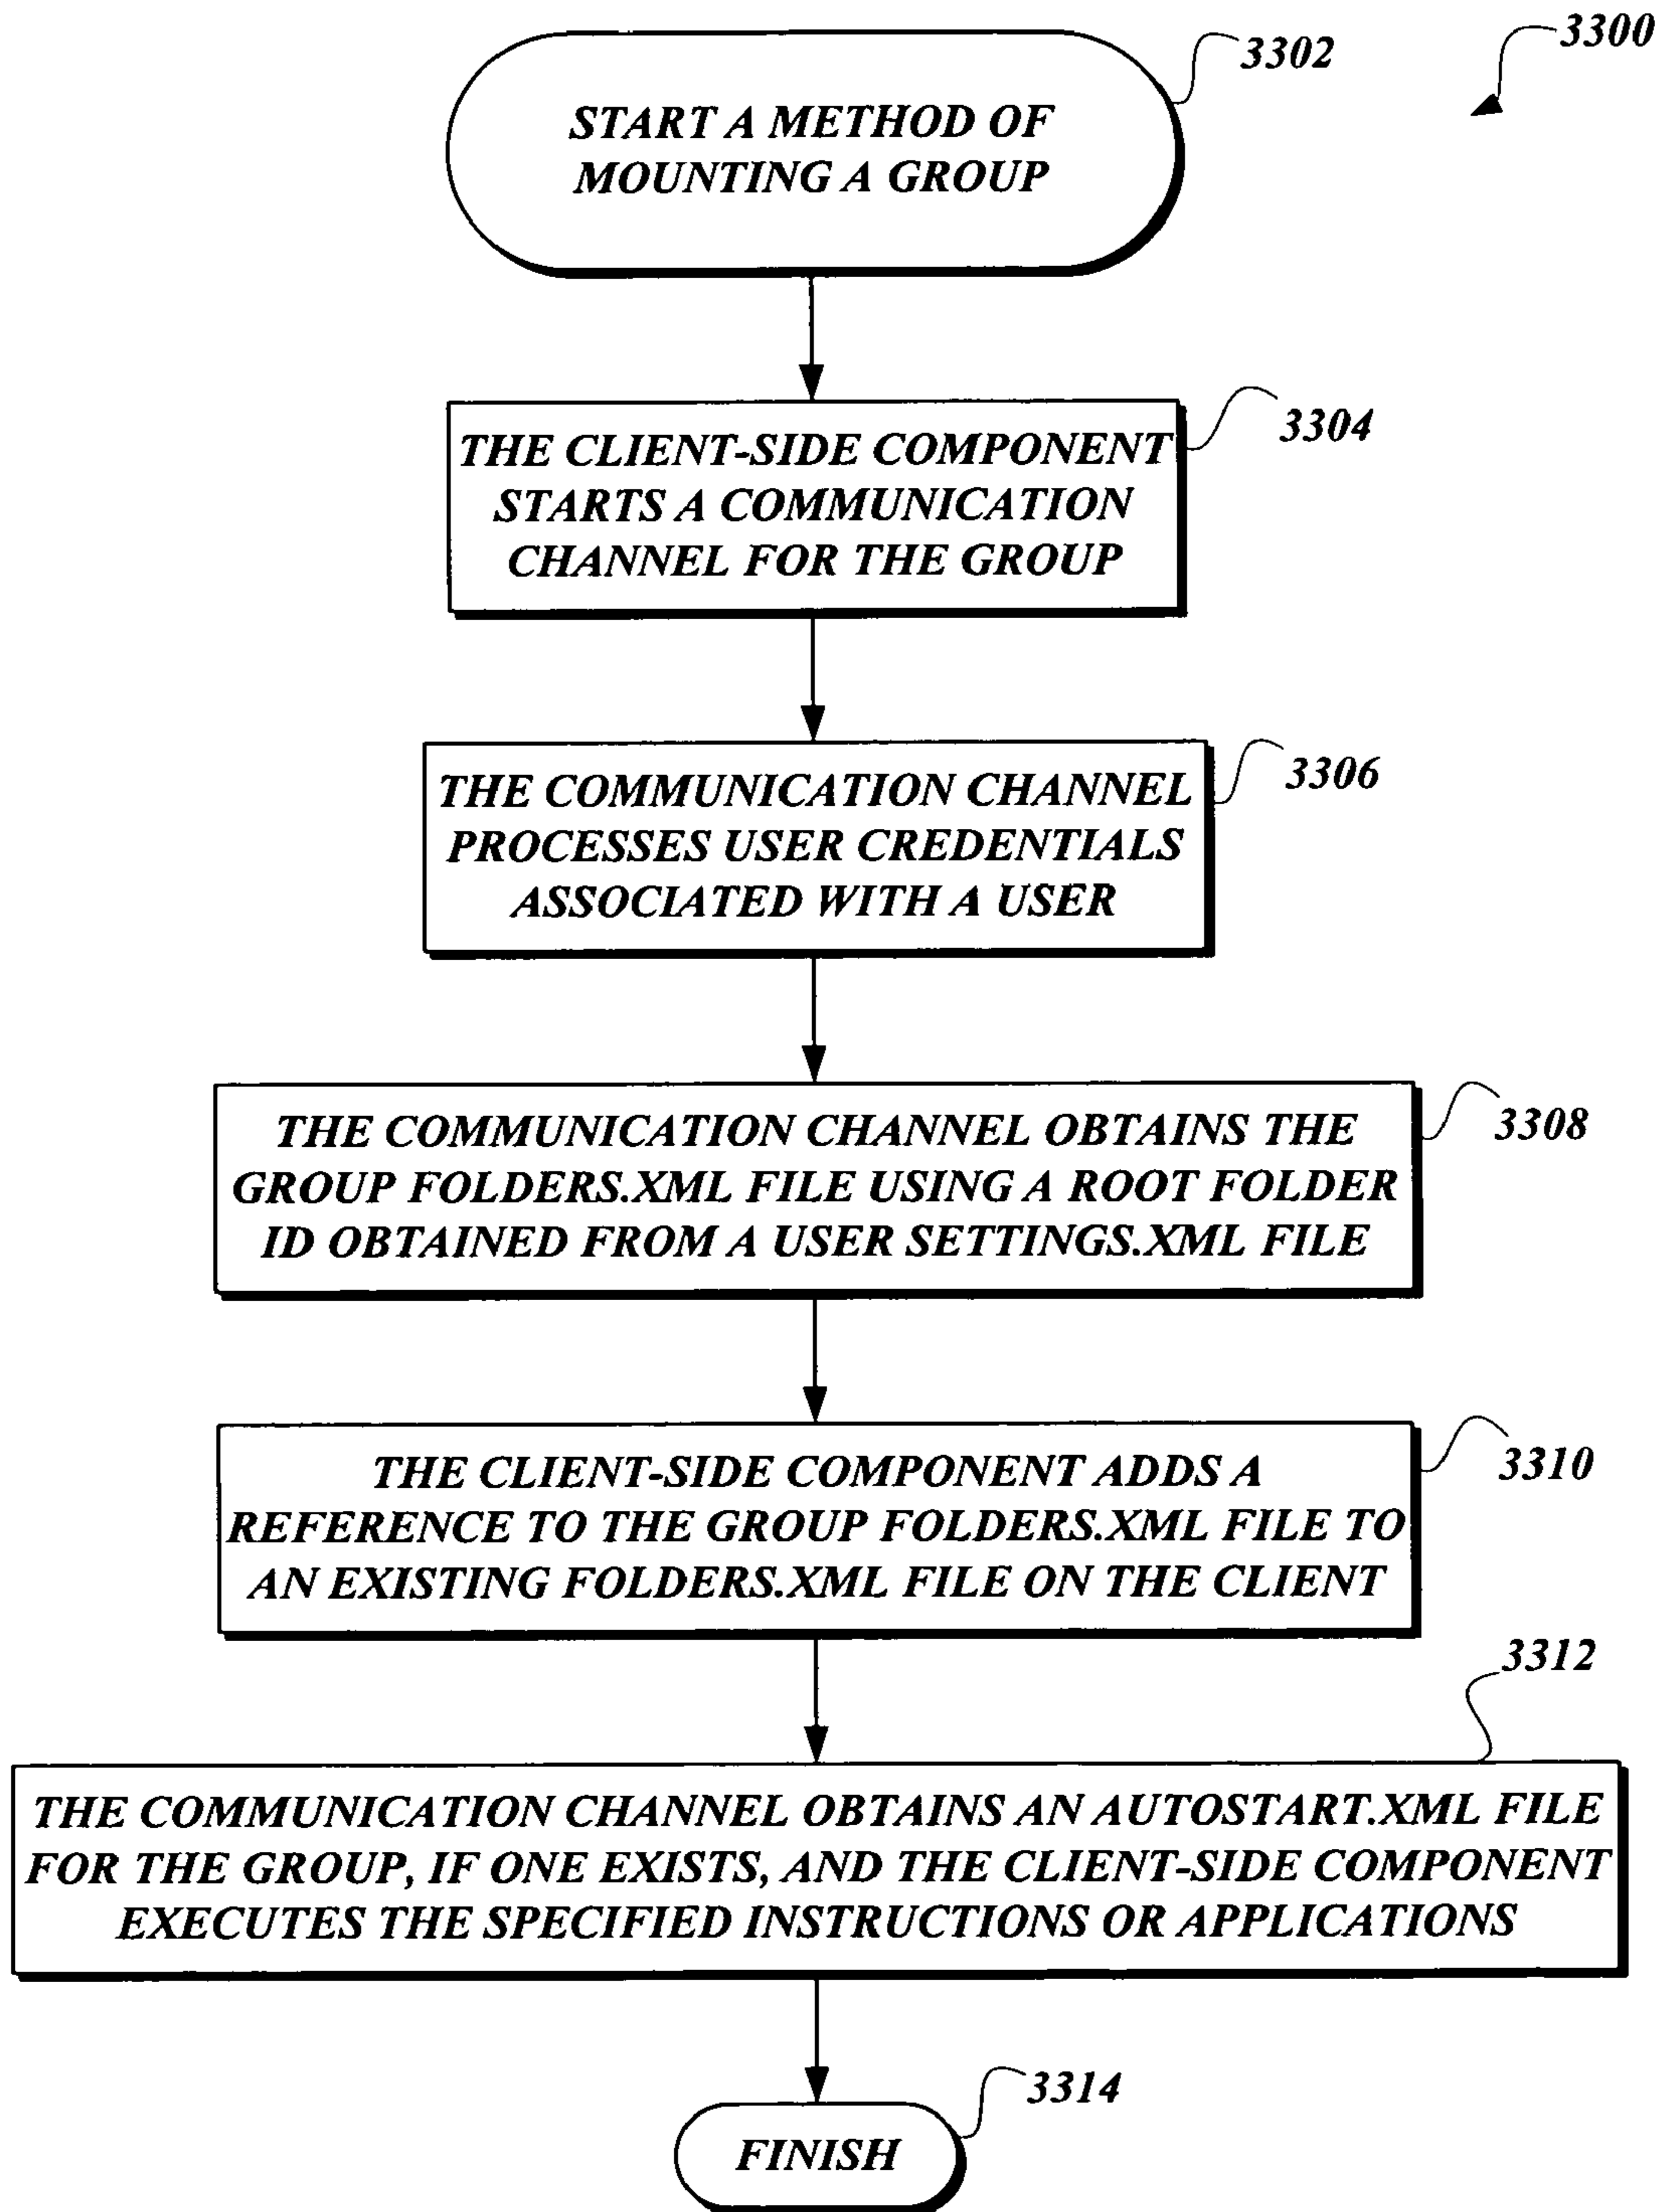 3300
3302
START A METHOD OF
MOUNTING A GROUP
3304
THE CLIENT-SIDE COMPONENT
STARTS A COMMUNICATION
CHANNEL FOR THE GROUP
3306
THE COMMUNICATION CHANNEL
PROCESSES USER CREDENTIALS
ASSOCIATED WITH A USER
3308
THE COMMUNICATION CHANNEL OBTAINS THE
GROUP FOLDERS.XML FILE USING A ROOT FOLDER
ID OBTAINED FROM A USER SETTINGS.XML FILE
3310
THE CLIENT-SIDE COMPONENT ADDS A
REFERENCE TO THE GROUP FOLDERS.XML FILE TO
AN EXISTING FOLDERS.XML FILE ON THE CLIENT
3312
THE COMMUNICATION CHANNEL OBTAINS AN AUTOSTART.XML FILE
FOR THE GROUP, IF ONE EXISTS, AND THE CLIENT-SIDE COMPONENT
EXECUTES THE SPECIFIED INSTRUCTIONS OR APPLICATIONS
3314
FINISH